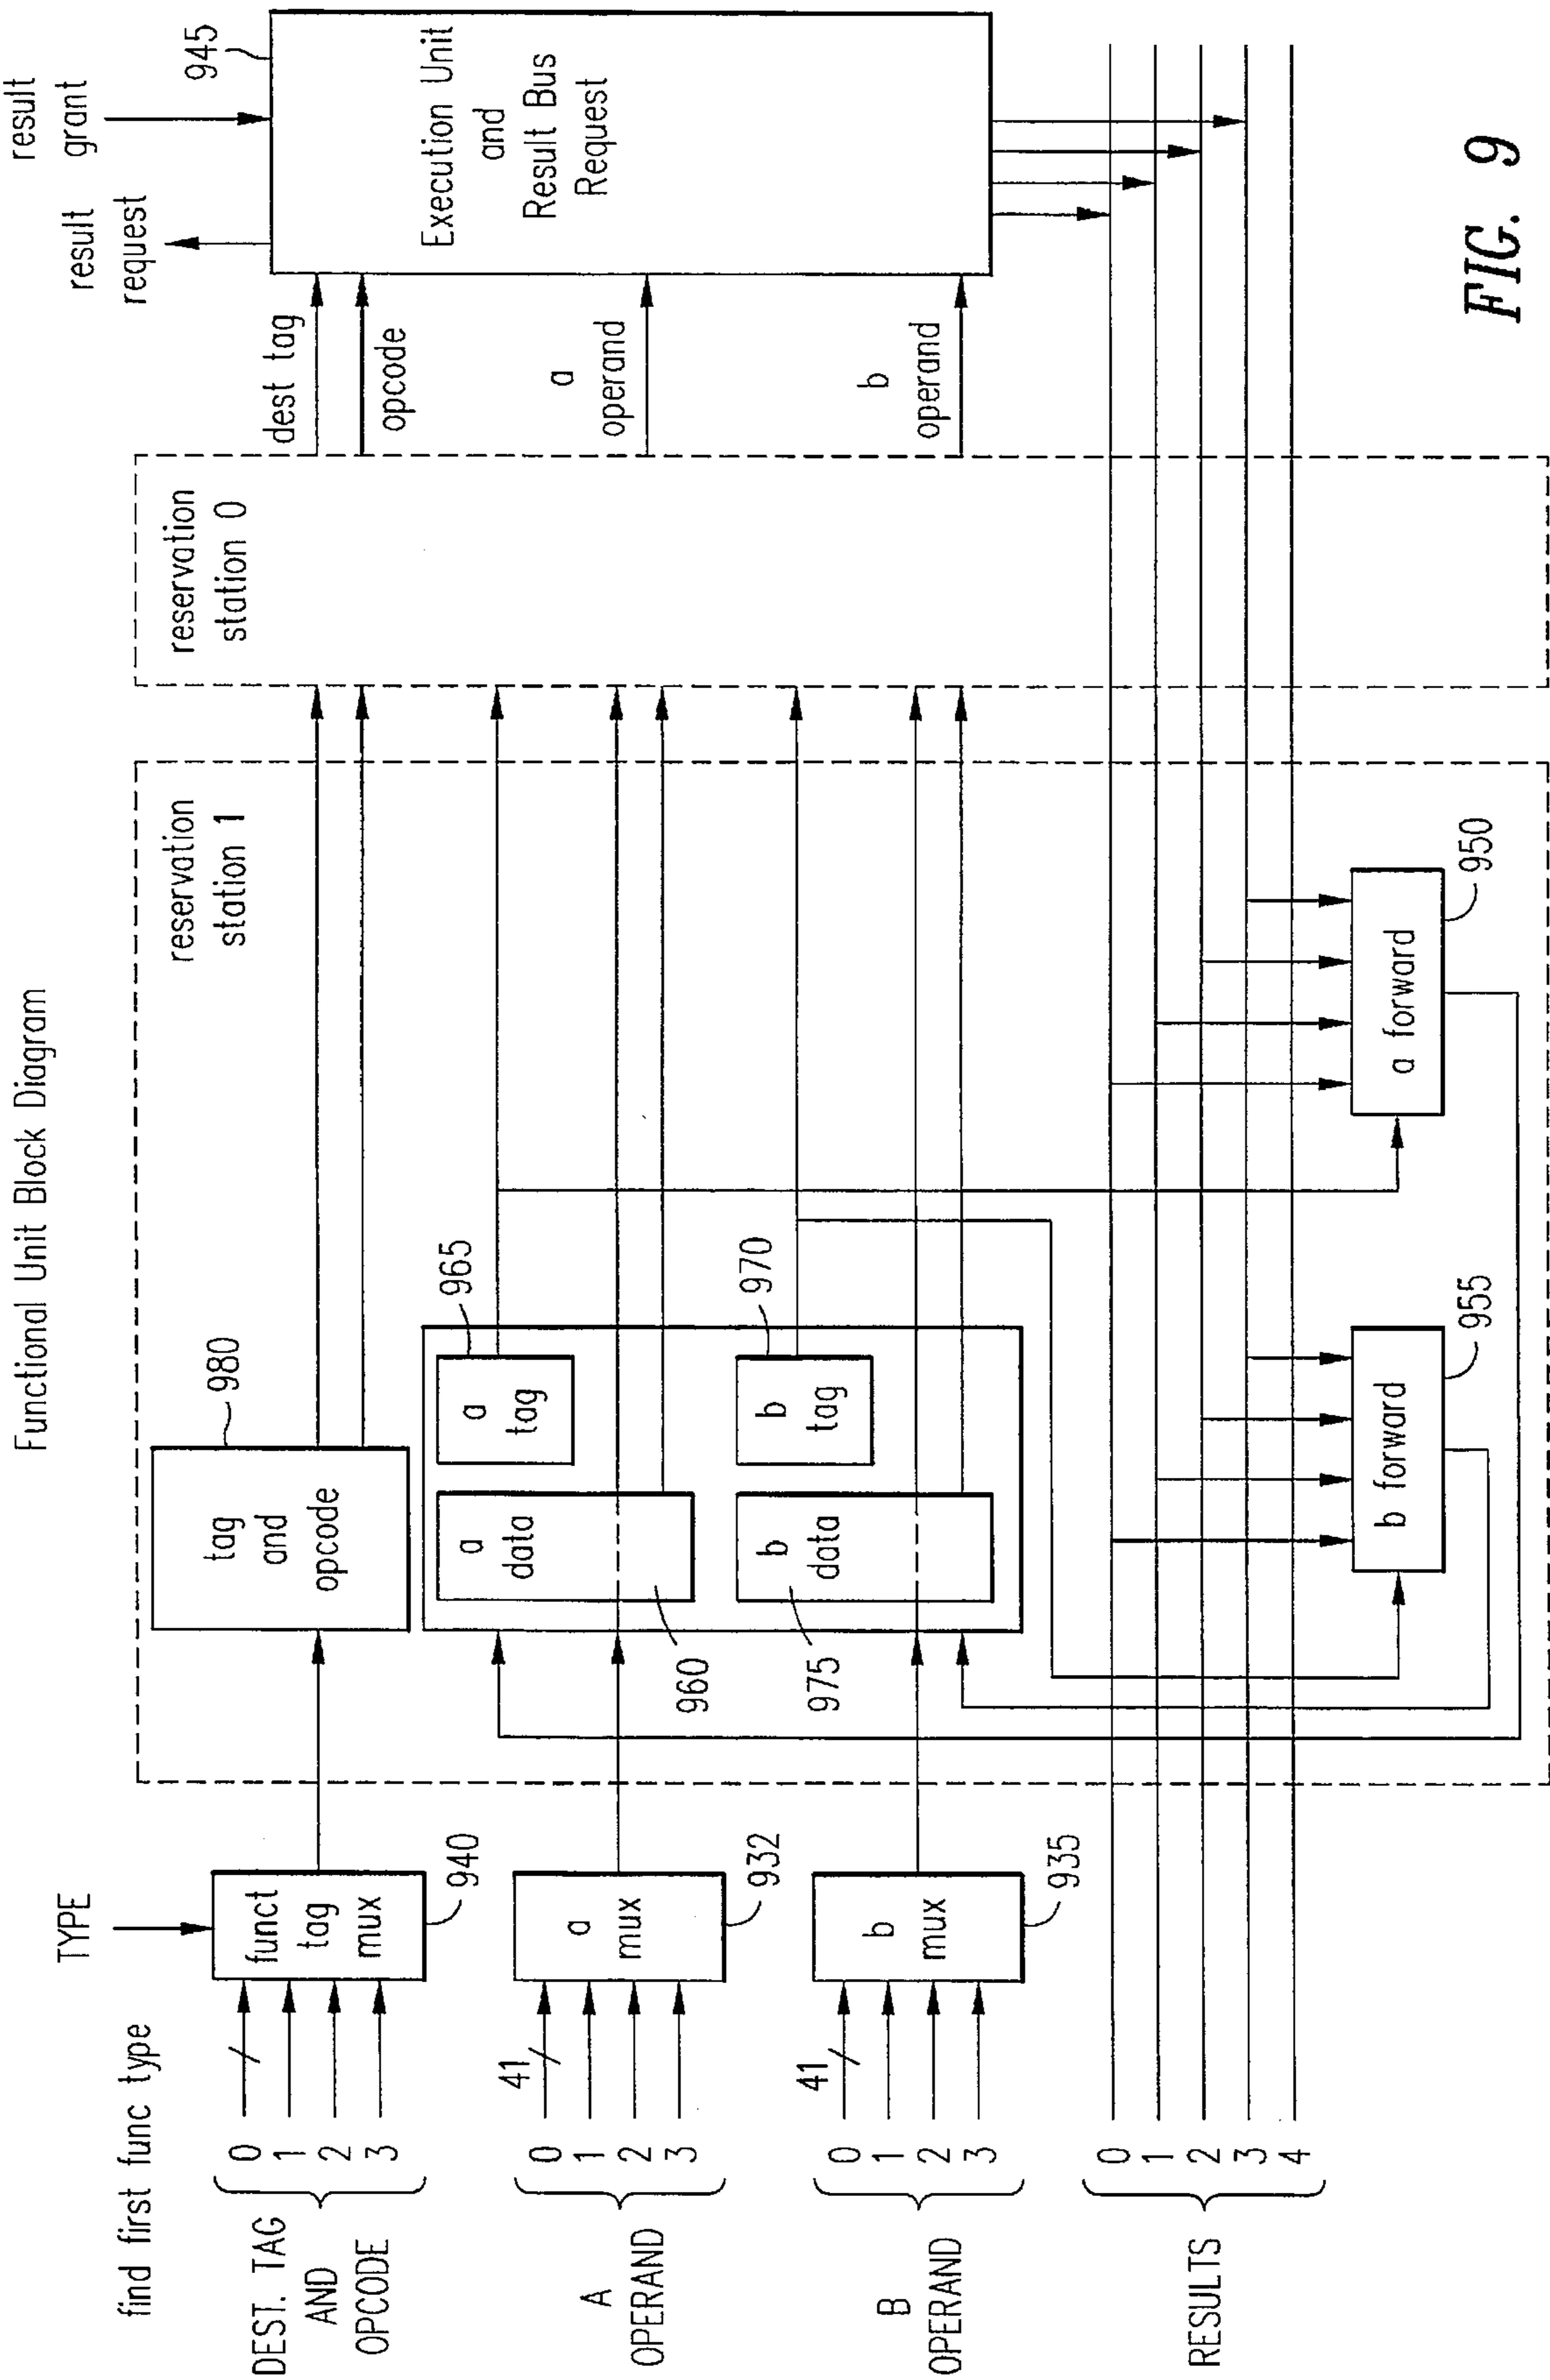 Functional Unit Block Diagram
find first func type
TYPE
DEST. TAG
AND
OPCODE
0
1
2
3
funct
tag
mux
940
A
OPERAND
41
0
1
2
3
a
mux
932
B
OPERAND
41
0
1
2
3
b
mux
935
RESULTS
0
1
2
3
4
reservation
station 1
tag
and
opcode
980
a
data
960
a
tag
965
b
data
975
b
tag
970
b forward
955
a forward
950
reservation
station 0
dest tag
opcode
a
operand
b
operand
result
request
result
grant
945
Execution Unit
and
Result Bus
Request
FIG. 9